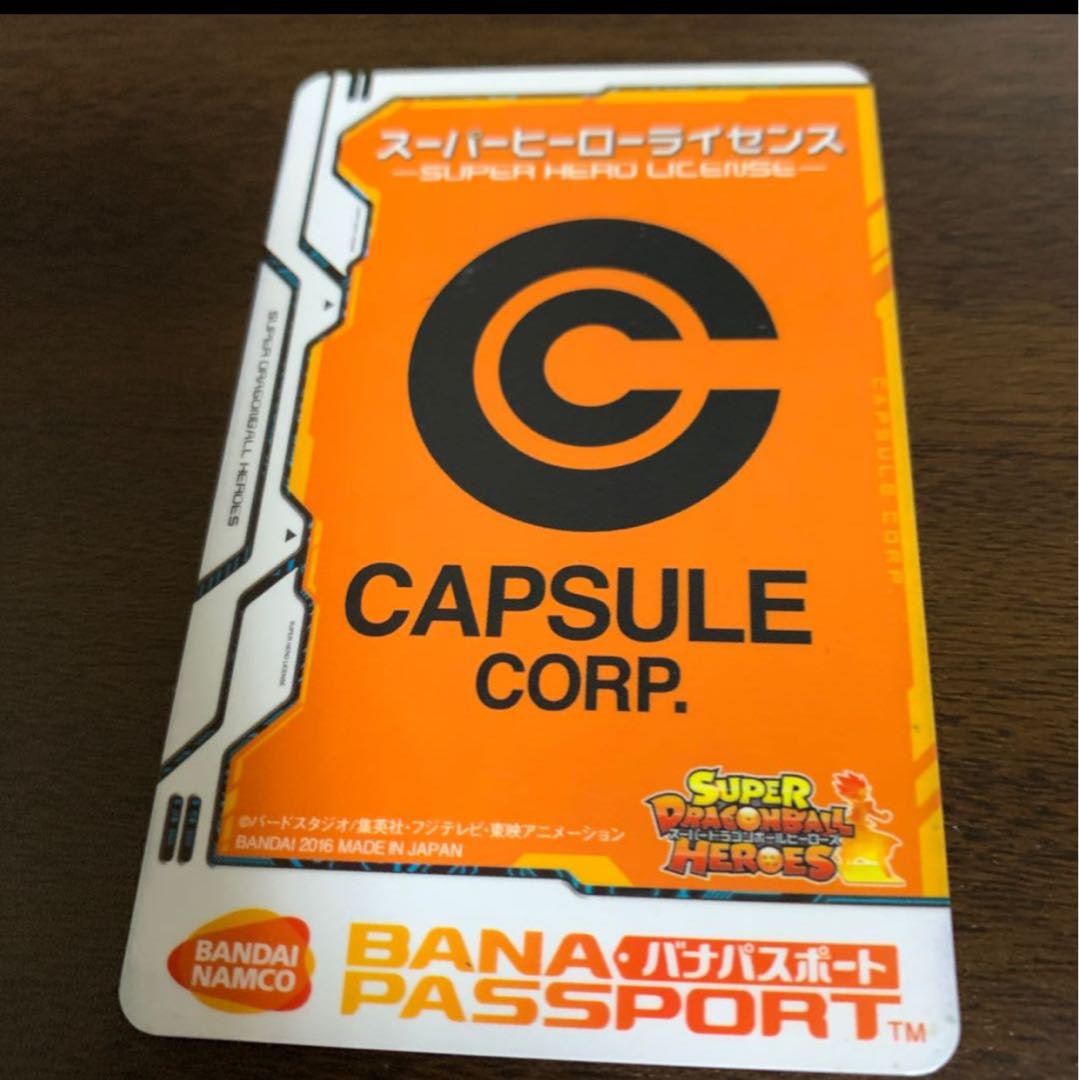 スーパーヒーローライセンス
SUPER HERO LICENSE
SUPER DRAGONBALL HEROES
CAPSULE CORP.
SUPER HERO LICENSE
CAPSULE
CORP.
SUPER
DRAGONBALL
スーパードラゴンボールヒーローズ
HEROES
©バードスタジオ/集英社・フジテレビ・東映アニメーション
BANDAI 2016 MADE IN JAPAN
BANDAI
NAMCO
BANA・バナパスポート
PASSPORT™